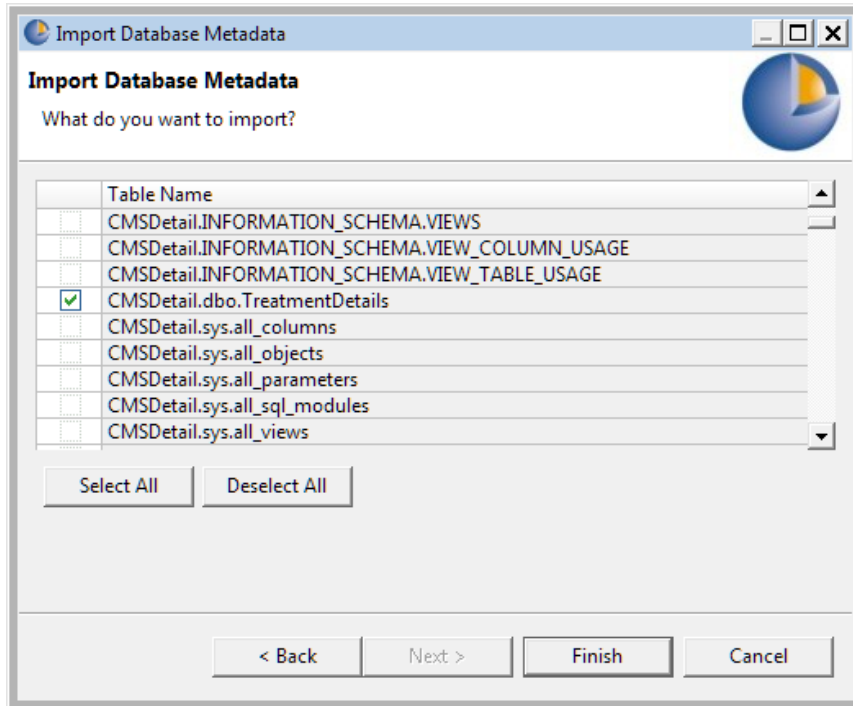 Import Database Metadata
Import Database Metadata
What do you want to import?
Table Name
CMSDetail.INFORMATION_SCHEMA.VIEWS
CMSDetail.INFORMATION_SCHEMA.VIEW_COLUMN_USAGE
CMSDetail.INFORMATION_SCHEMA.VIEW_TABLE_USAGE
CMSDetail.dbo.TreatmentDetails
CMSDetail.sys.all_columns
CMSDetail.sys.all_objects
CMSDetail.sys.all_parameters
CMSDetail.sys.all_sql_modules
CMSDetail.sys.all_views
Select All Deselect All
< Back Next > Finish Cancel